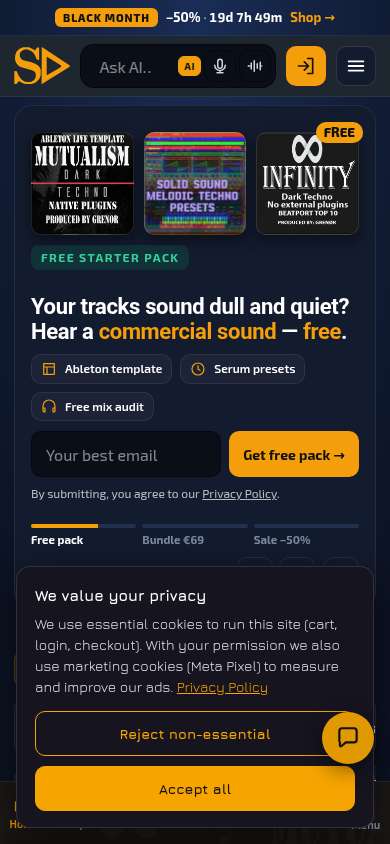 BLACK MONTH −50% · 19d 7h 49m Shop →
SD
Ask AI.. AI
ABLETON LIVE TEMPLATE
MUTUALISM
DARK
TECHNO
NATIVE PLUGINS
PRODUCED BY GRENOR
SOLID SOUND
MELODIC TECHNO
PRESETS
FREE
INFINITY
Dark Techno
No external plugins
BEATPORT TOP 10
PRODUCED BY: GRENOR
FREE STARTER PACK
Your tracks sound dull and quiet?
Hear a commercial sound — free.
Ableton template
Serum presets
Free mix audit
Your best email
Get free pack →
By submitting, you agree to our Privacy Policy.
Free pack
Bundle €69
Sale −50%
We value your privacy
We use essential cookies to run this site (cart,
login, checkout). With your permission we also
use marketing cookies (Meta Pixel) to measure
and improve our ads. Privacy Policy
Reject non-essential
Accept all